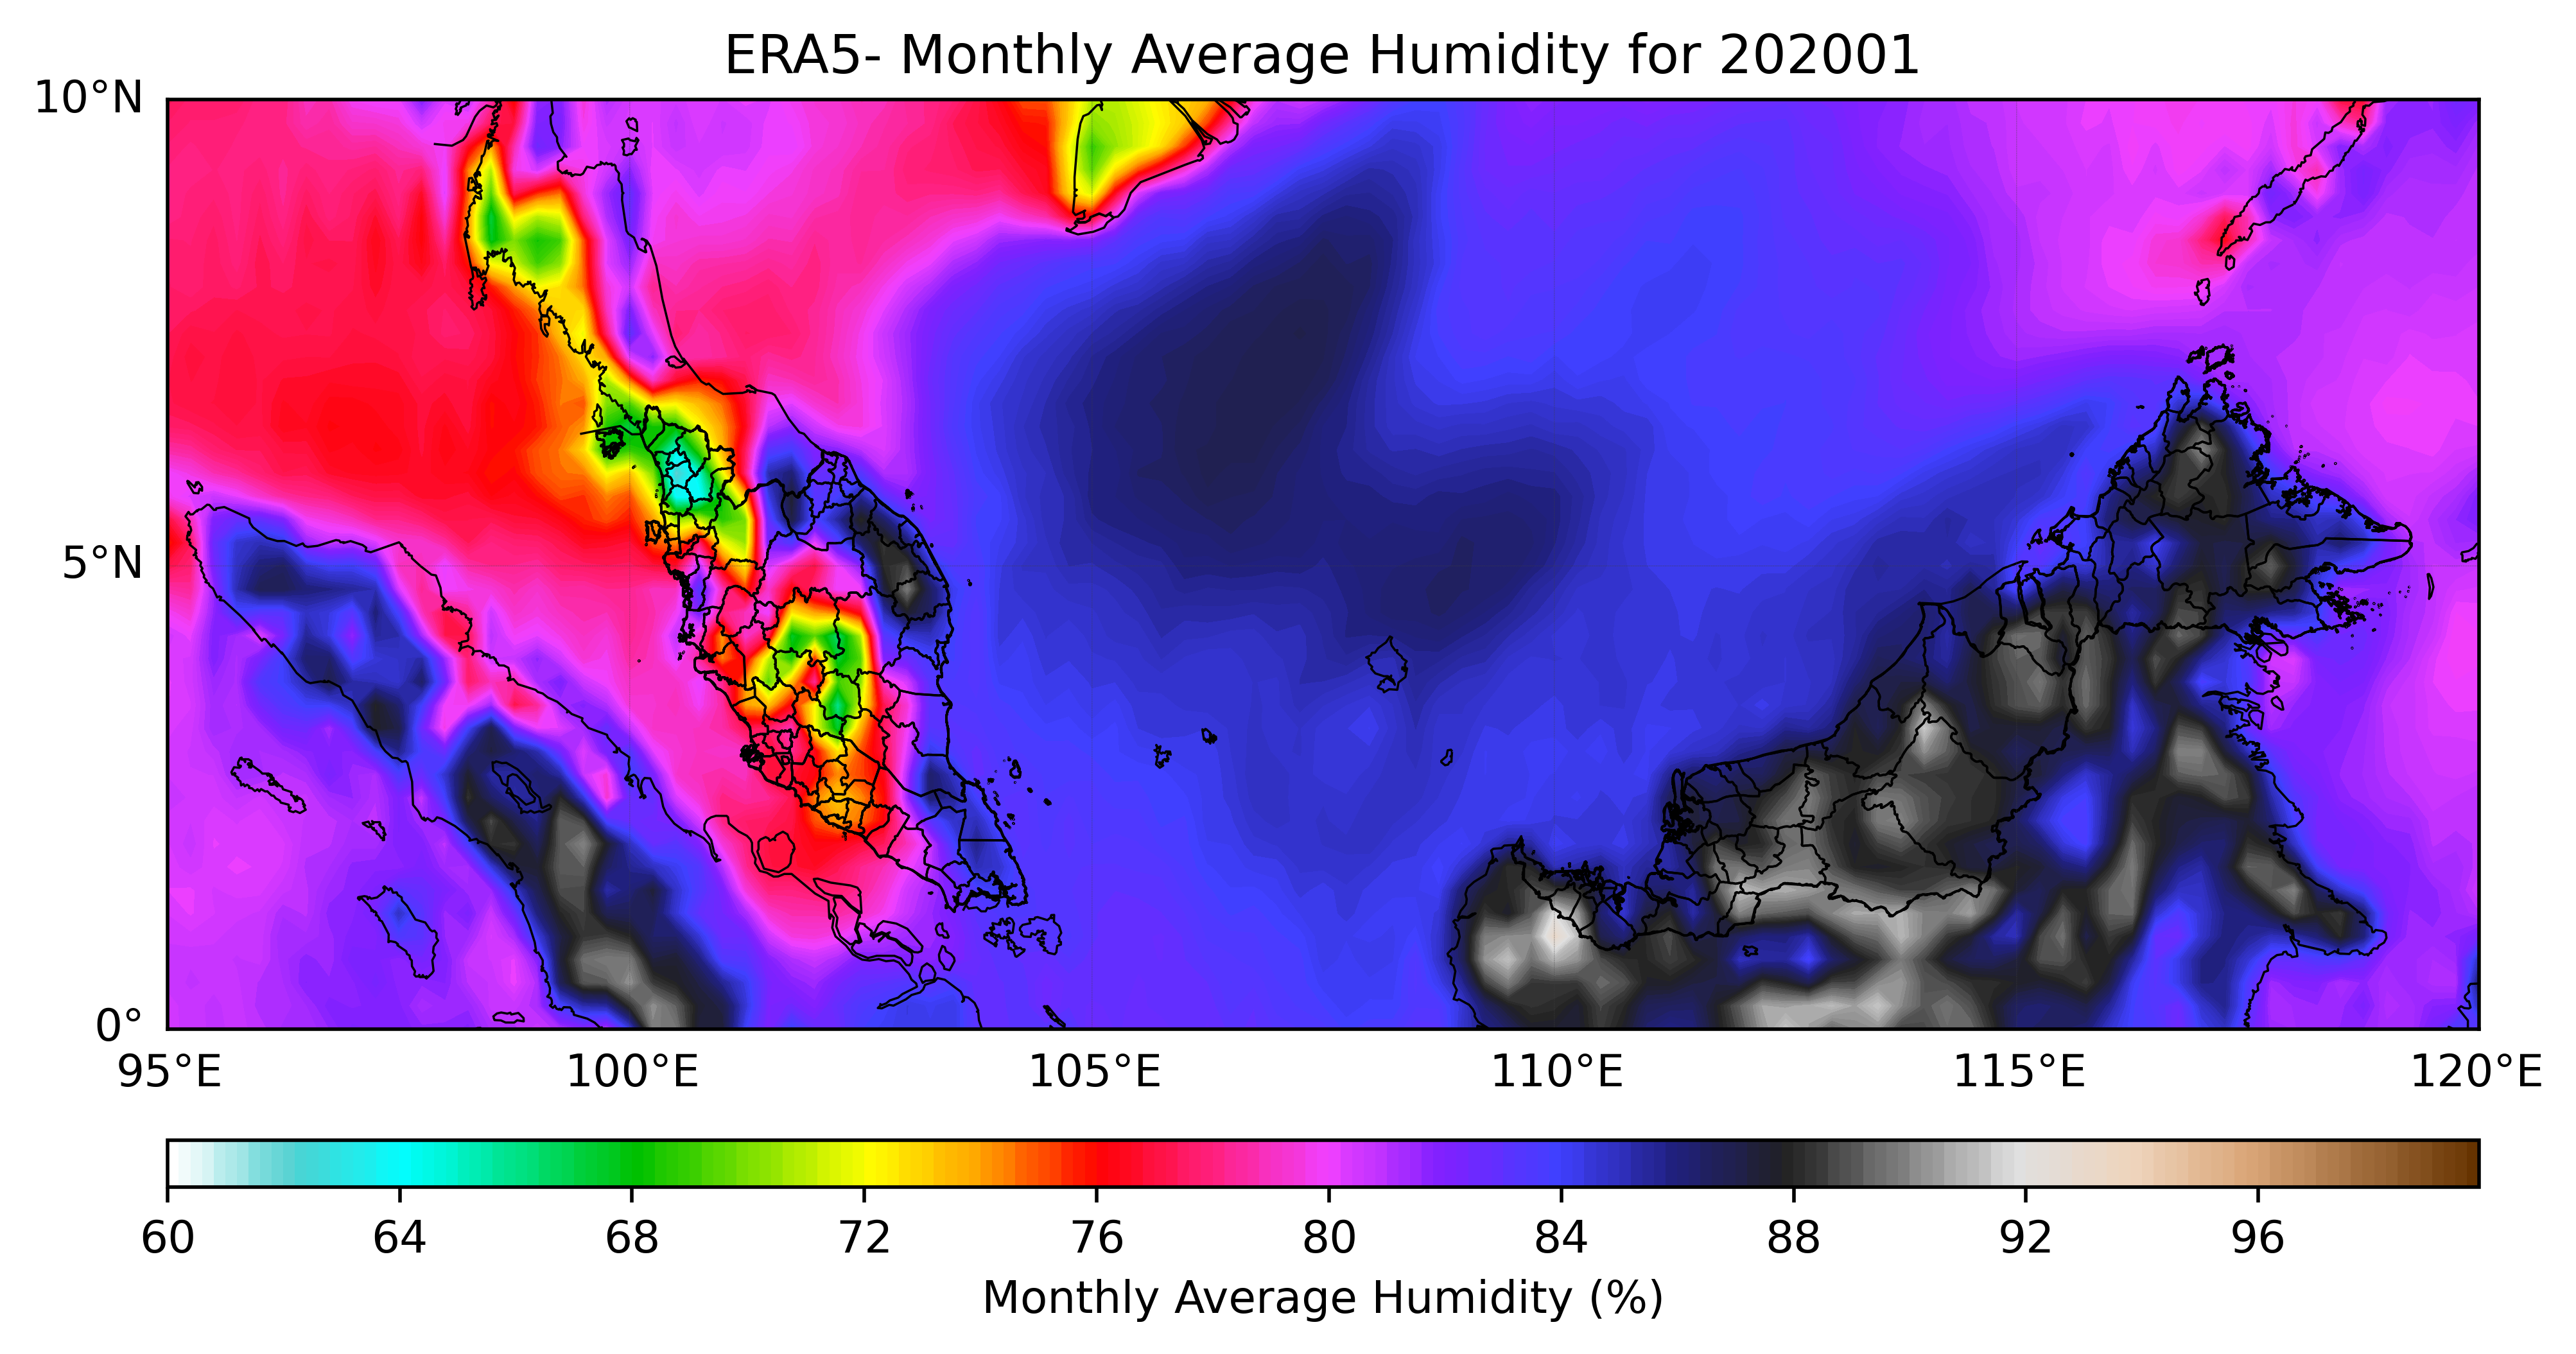 ERA5- Monthly Average Humidity for 202001
10°N
5°N
0°
95°E 100°E 105°E 110°E 115°E 120°E
60 64 68 72 76 80 84 88 92 96
Monthly Average Humidity (%)